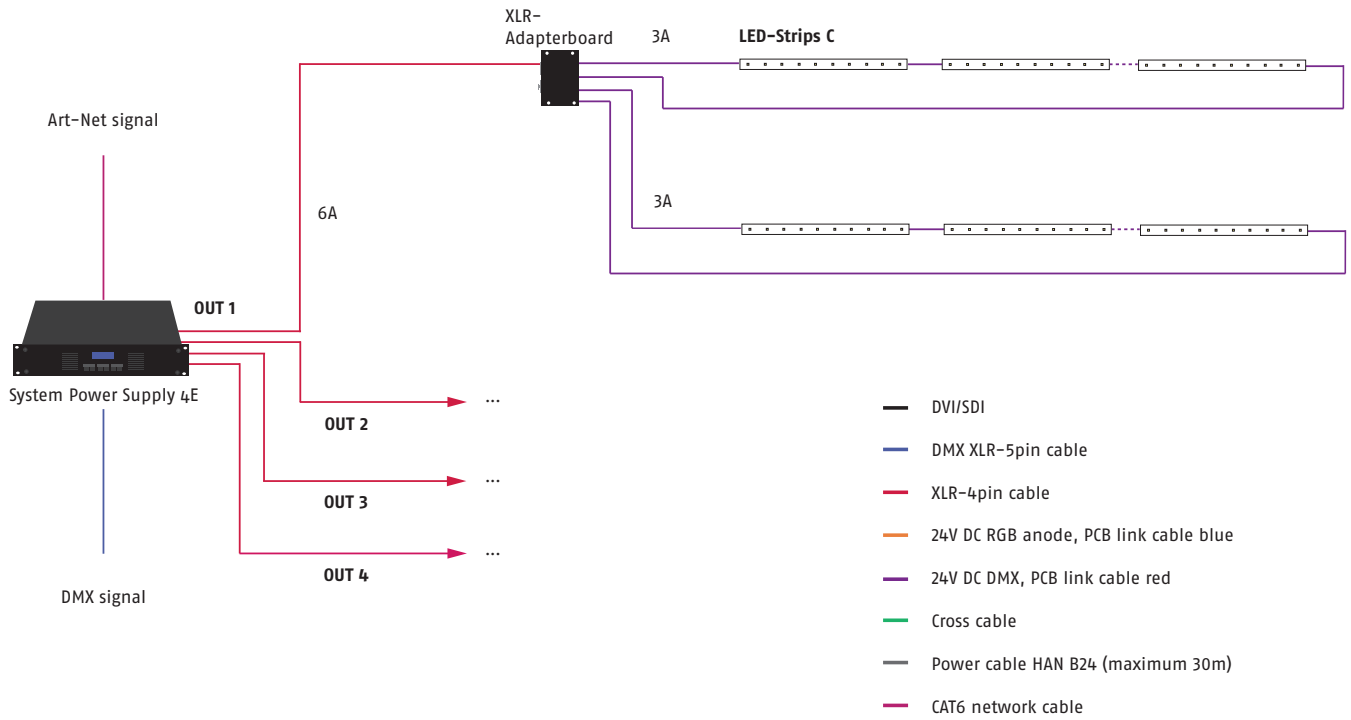 XLR-
Adapterboard
3A
LED-Strips C
Art-Net signal
6A
3A
OUT 1
System Power Supply 4E
...
OUT 2
...
OUT 3
...
OUT 4
DMX signal
DVI/SDI
DMX XLR-5pin cable
XLR-4pin cable
24V DC RGB anode, PCB link cable blue
24V DC DMX, PCB link cable red
Cross cable
Power cable HAN B24 (maximum 30m)
CAT6 network cable